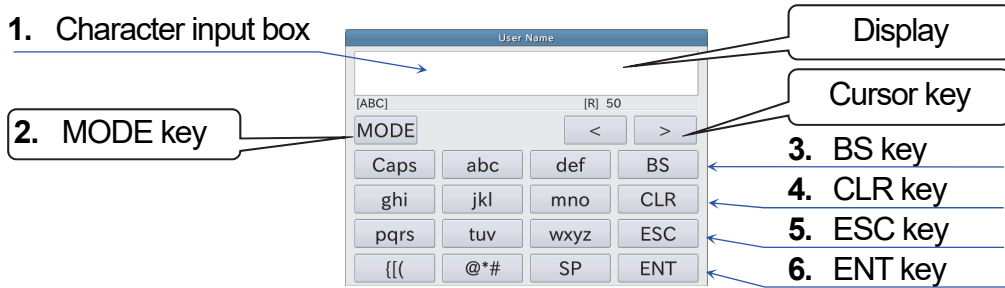 1. Character input box
User Name
Display
[ABC] [R] 50
Cursor key
2. MODE key
MODE < >
3. BS key
Caps abc def BS
4. CLR key
ghi jkl mno CLR
5. ESC key
pqrs tuv wxyz ESC
6. ENT key
{[( @*# SP ENT